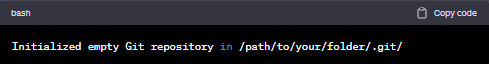 bash Copy code
Initialized empty Git repository in /path/to/your/folder/.git/